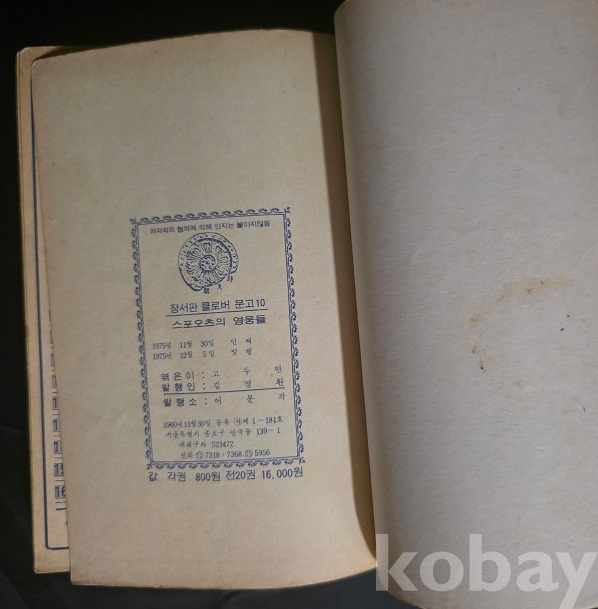 저자와의 협의에 의해 인지는 붙이지않음
장서판 클로버 문고10
스포오츠의 영웅들
1975년 11월 30일 인쇄
1975년 12월 5일 발행
엮은이 : 고 두 현
발행인 : 김 영 환
발행소 : 어 문 각
1960년 11월 30일 등록 ㉮제 1-181호
서울특별시 종로구 안국동 139-1
대체구좌 523472
전화 7318·7368 5956
값 각권 800원 전20권 16,000원
16
kobay